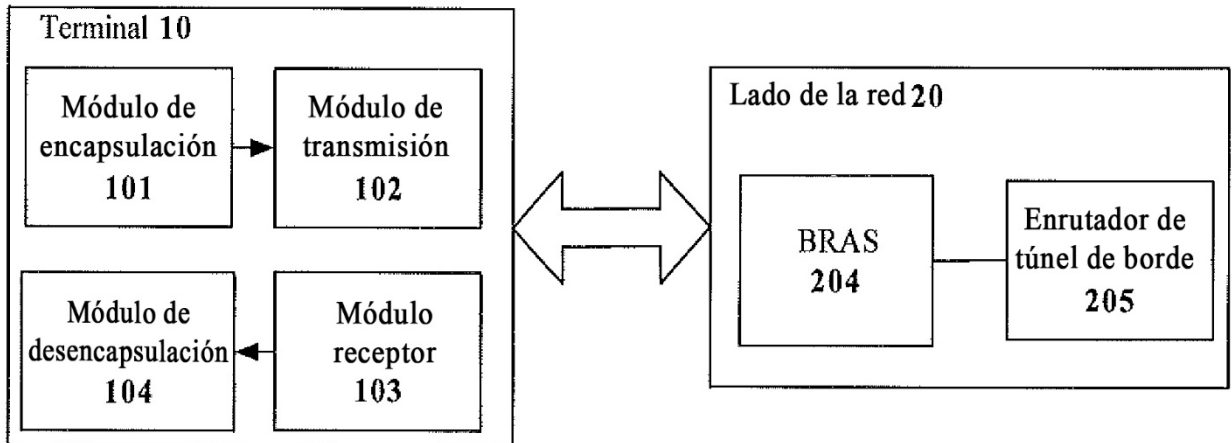 Terminal 10
Módulo de
encapsulación
101
Módulo de
transmisión
102
Módulo de
desencapsulación
104
Módulo
receptor
103
Lado de la red 20
BRAS
204
Enrutador de
túnel de borde
205